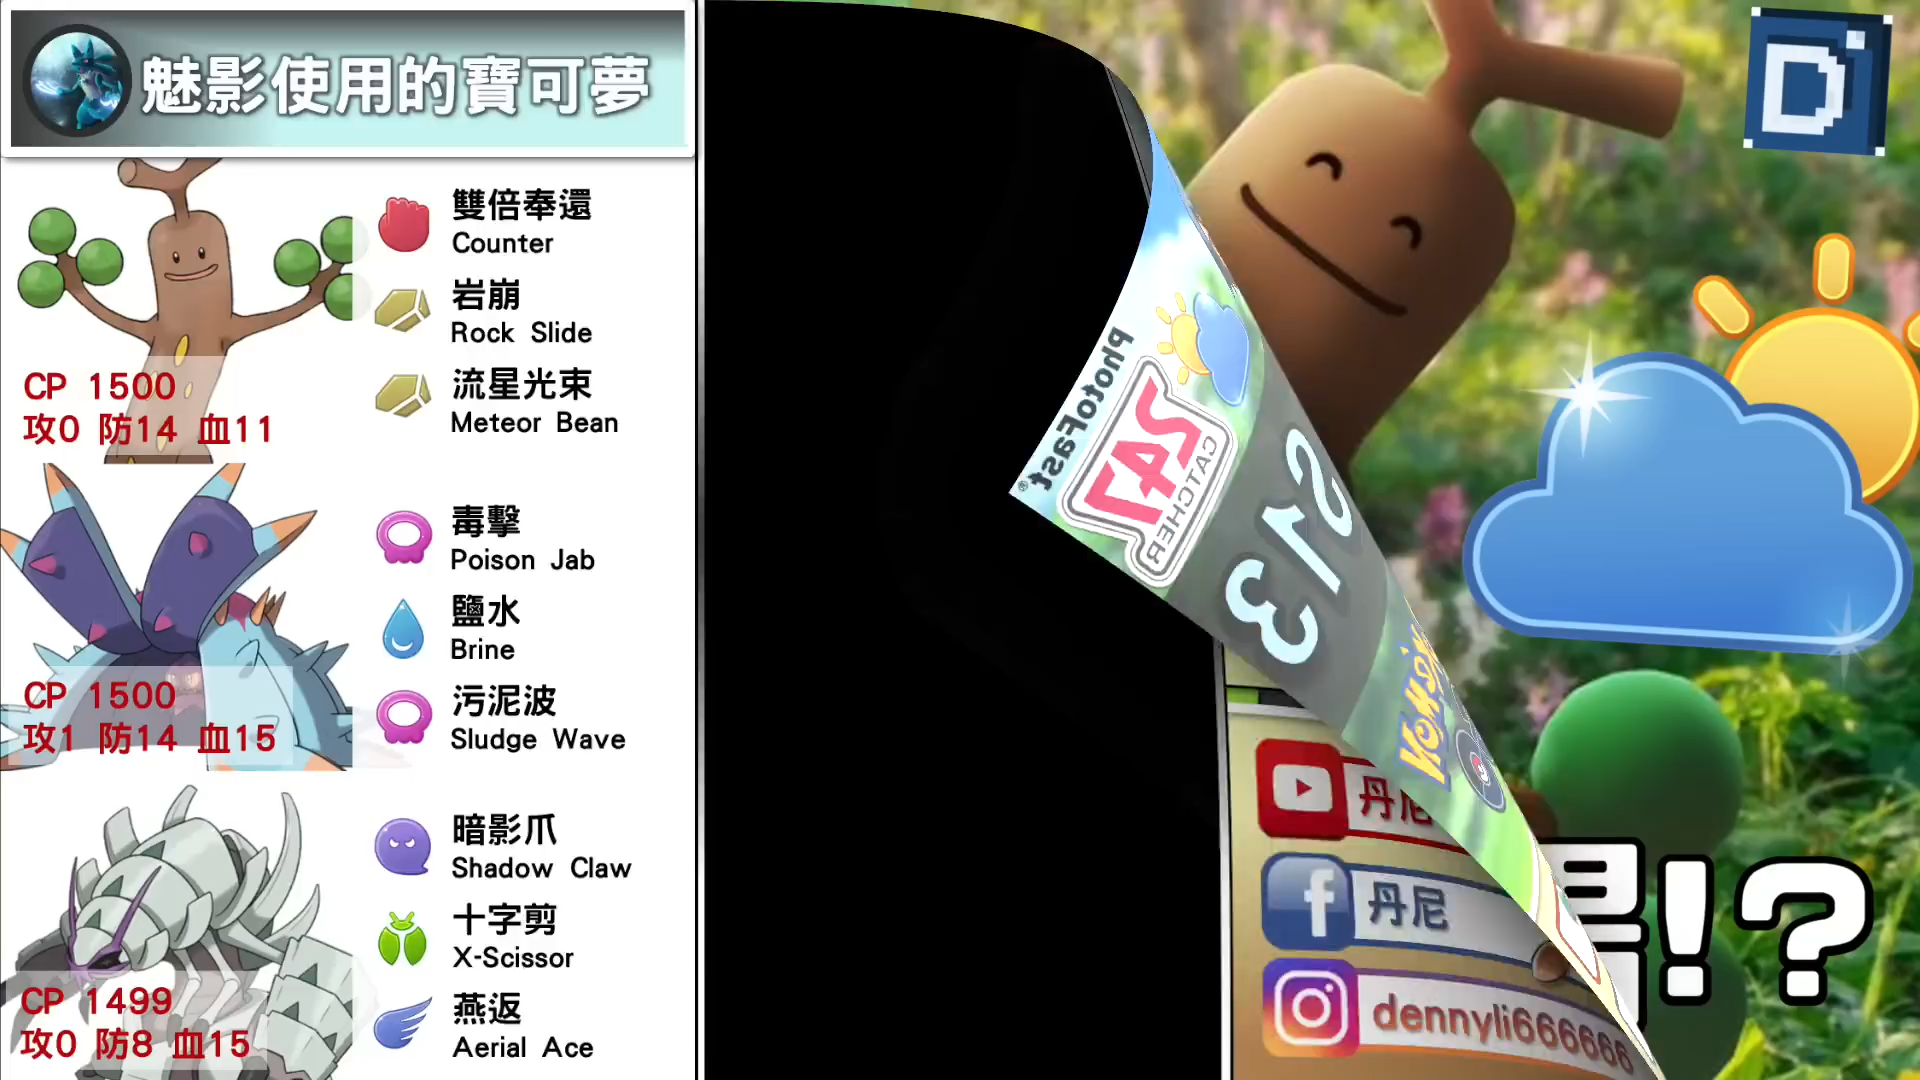 魅影使用的寶可夢
雙倍奉還
Counter
岩崩
Rock Slide
流星光束
Meteor Bean
CP 1500
攻0 防14 血11
毒擊
Poison Jab
鹽水
Brine
污泥波
Sludge Wave
CP 1500
攻1 防14 血15
暗影爪
Shadow Claw
十字剪
X-Scissor
燕返
Aerial Ace
CP 1499
攻0 防8 血15
D
PhotoFast
247
CATCHER
213
丹尼
丹尼
dennyli666666
!?